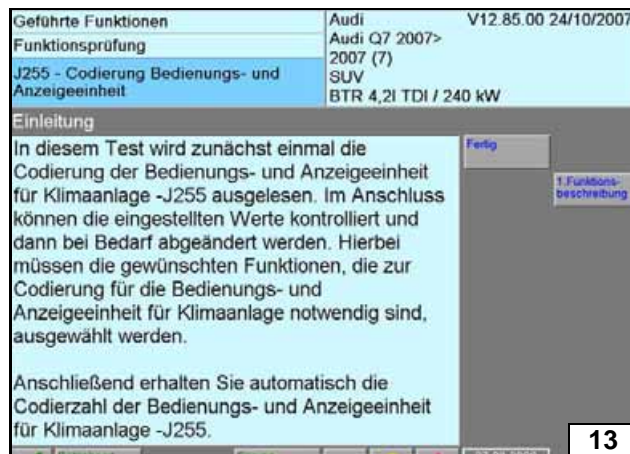 Geführte Funktionen
Funktionsprüfung
J255 - Codierung Bedienungs- und
Anzeigeeinheit
Audi
V12.85.00 24/10/2007
Audi Q7 2007>
2007 (7)
SUV
BTR 4,2l TDI / 240 kW
Einleitung
In diesem Test wird zunächst einmal die
Codierung der Bedienungs- und Anzeigeeinheit
für Klimaanlage -J255 ausgelesen. Im Anschluss
können die eingestellten Werte kontrolliert und
dann bei Bedarf abgeändert werden. Hierbei
müssen die gewünschten Funktionen, die zur
Codierung für die Bedienungs- und
Anzeigeeinheit für Klimaanlage notwendig sind,
ausgewählt werden.
Anschließend erhalten Sie automatisch die
Codierzahl der Bedienungs- und Anzeigeeinheit
für Klimaanlage -J255.
Fertig
1.Funktions-
beschreibung
13